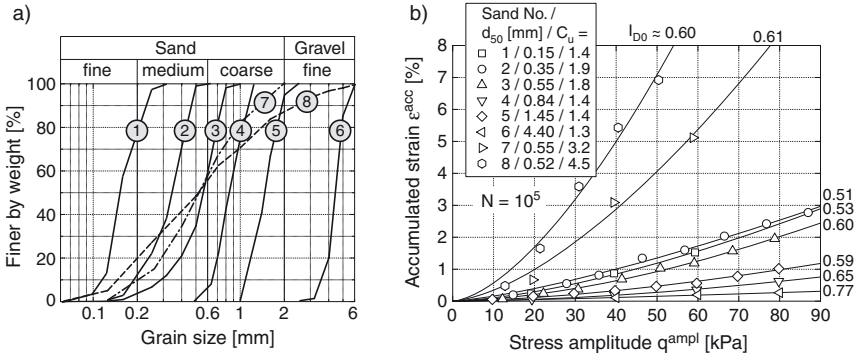 a)
Sand
Gravel
fine
medium
coarse
fine
100
80
60
40
20
0
Finer by weight [%]
1
2
3
4
5
6
7
8
0.06
0.1
0.2
0.6
1
2
6
Grain size [mm]
b)
Sand No. /
d50 [mm] / Cu =
1 / 0.15 / 1.4
2 / 0.35 / 1.9
3 / 0.55 / 1.8
4 / 0.84 / 1.4
5 / 1.45 / 1.4
6 / 4.40 / 1.3
7 / 0.55 / 3.2
8 / 0.52 / 4.5
N = 10⁵
ID0 ≈ 0.60
0.61
0.51
0.53
0.60
0.59
0.65
0.77
8
7
6
5
4
3
2
1
0
Accumulated strain ε^acc [%]
0
10
20
30
40
50
60
70
80
90
Stress amplitude q^ampl [kPa]